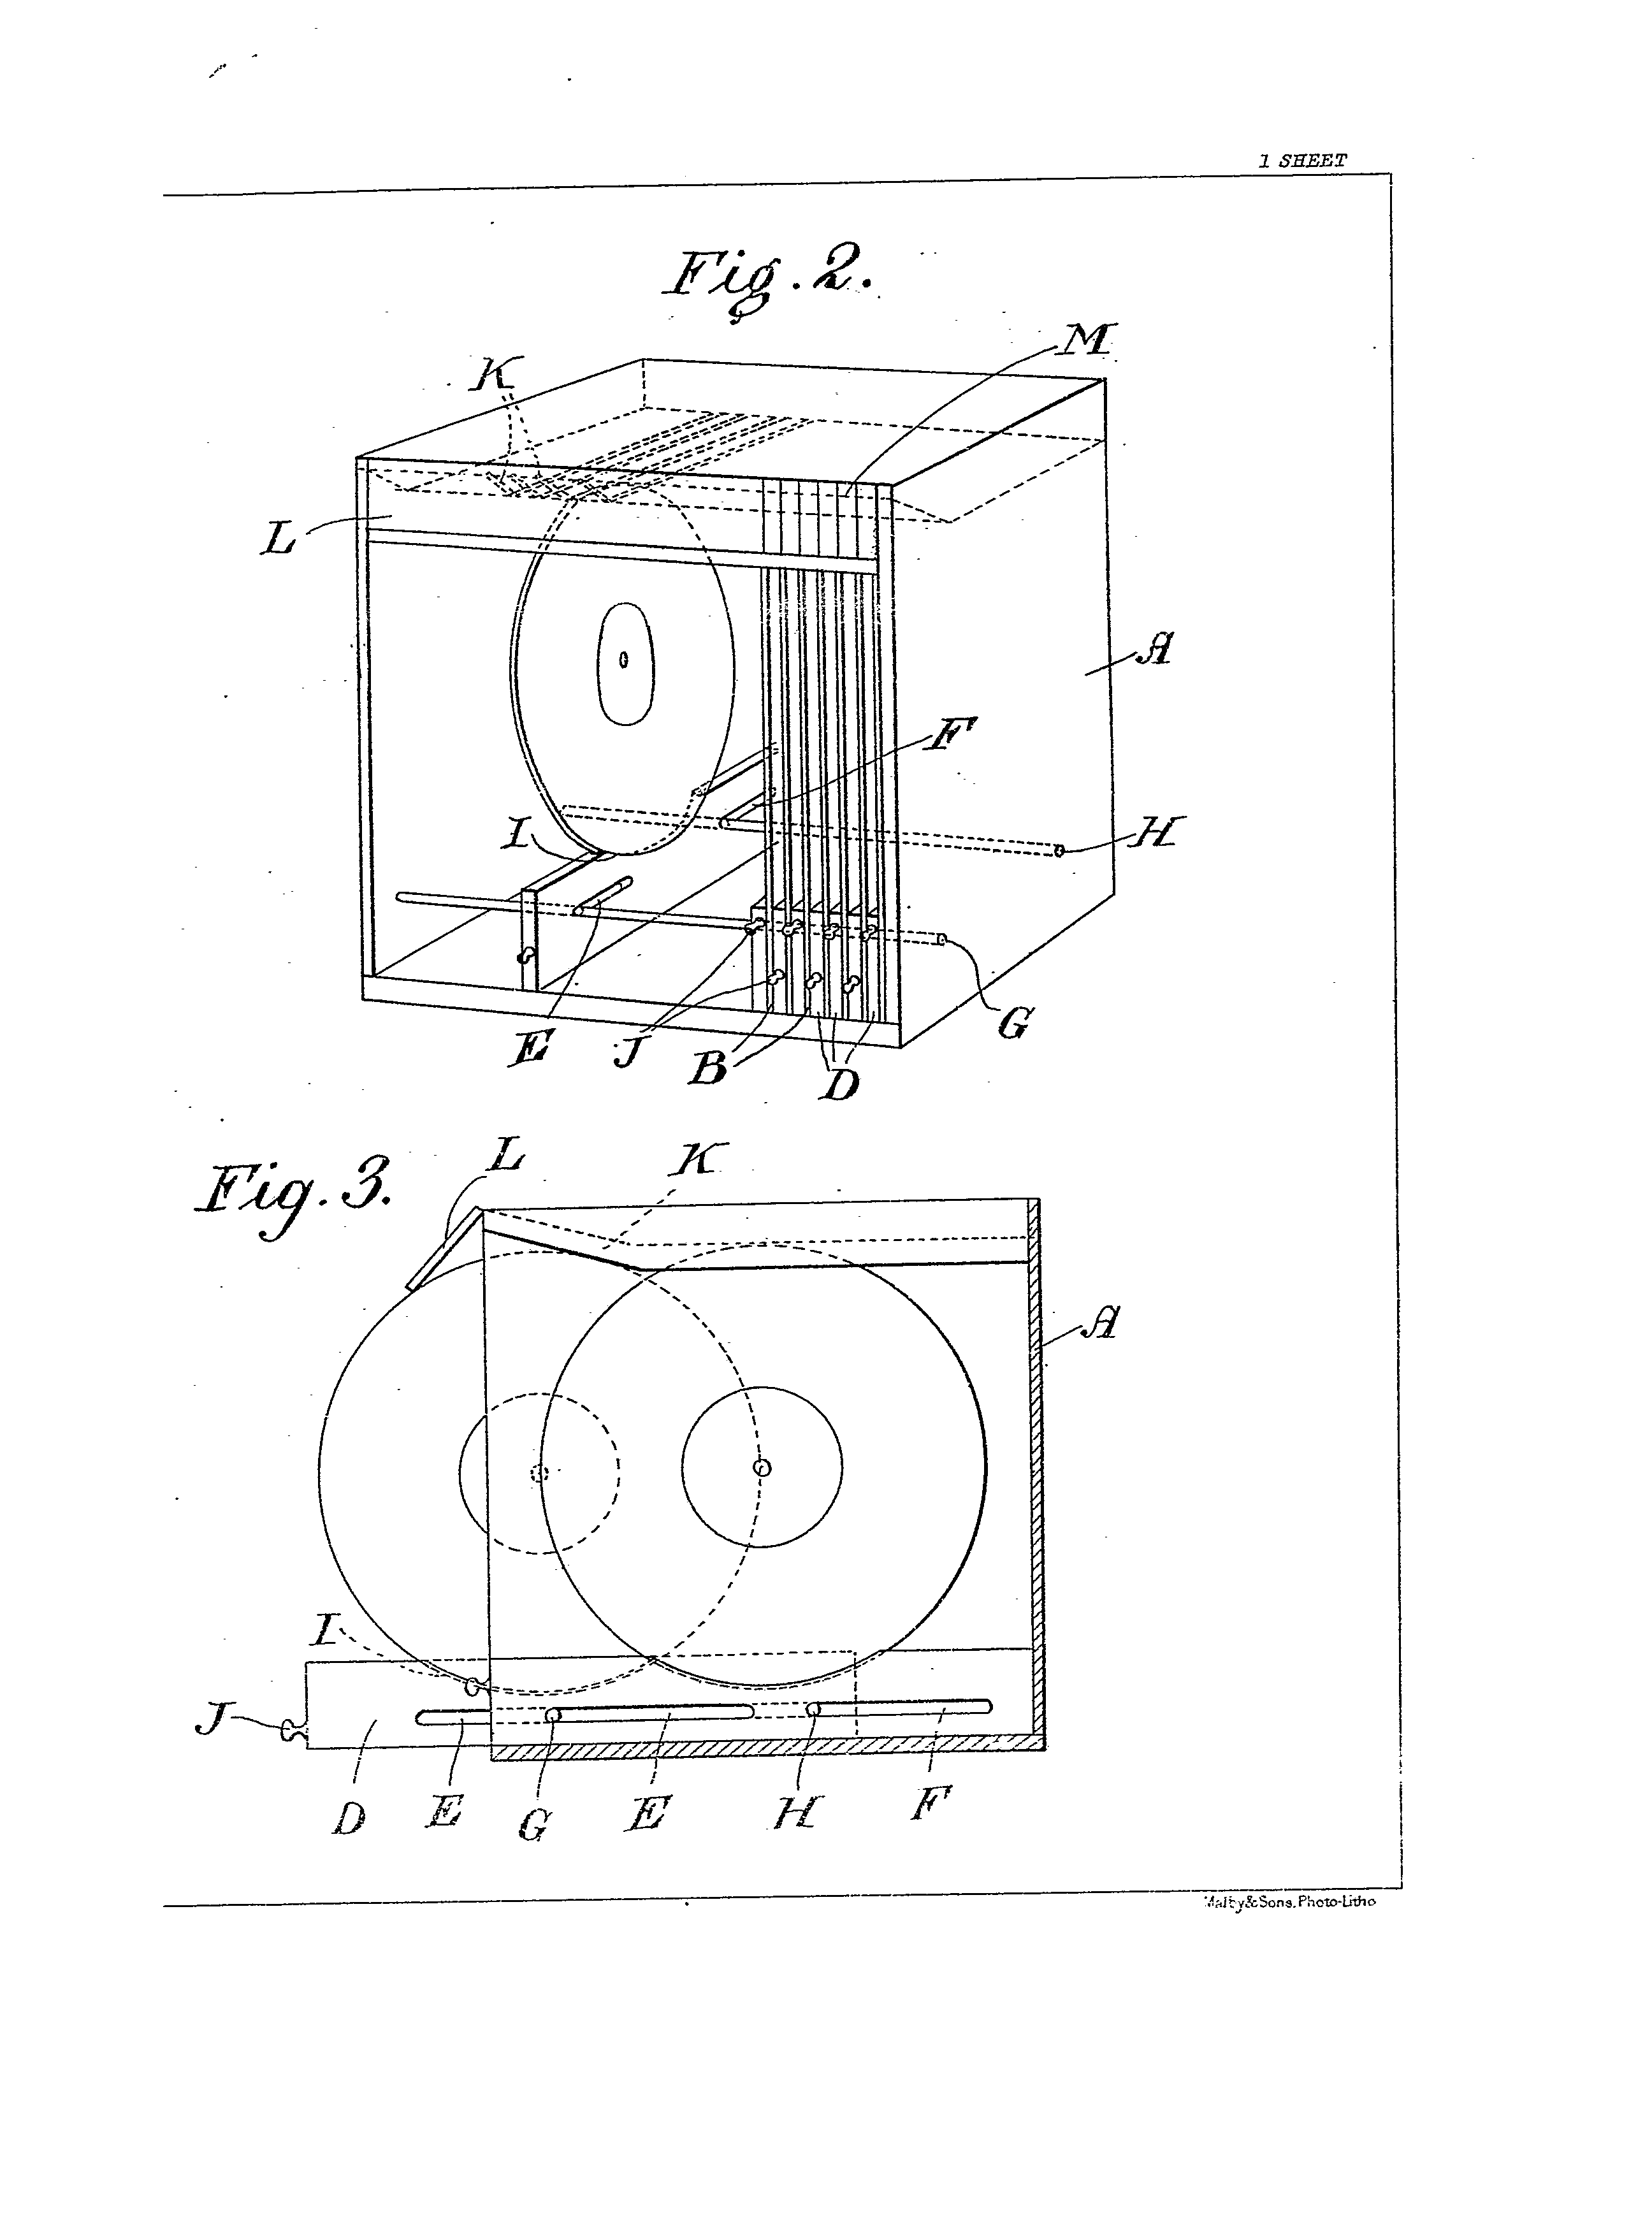 1 SHEET
Fig. 2.
M
K
L
A
F
I
H
E
J
B
D
G
Fig. 3.
L
K
A
I
J
D
E
G
E
H
F
Malby&Sons, Photo-Litho